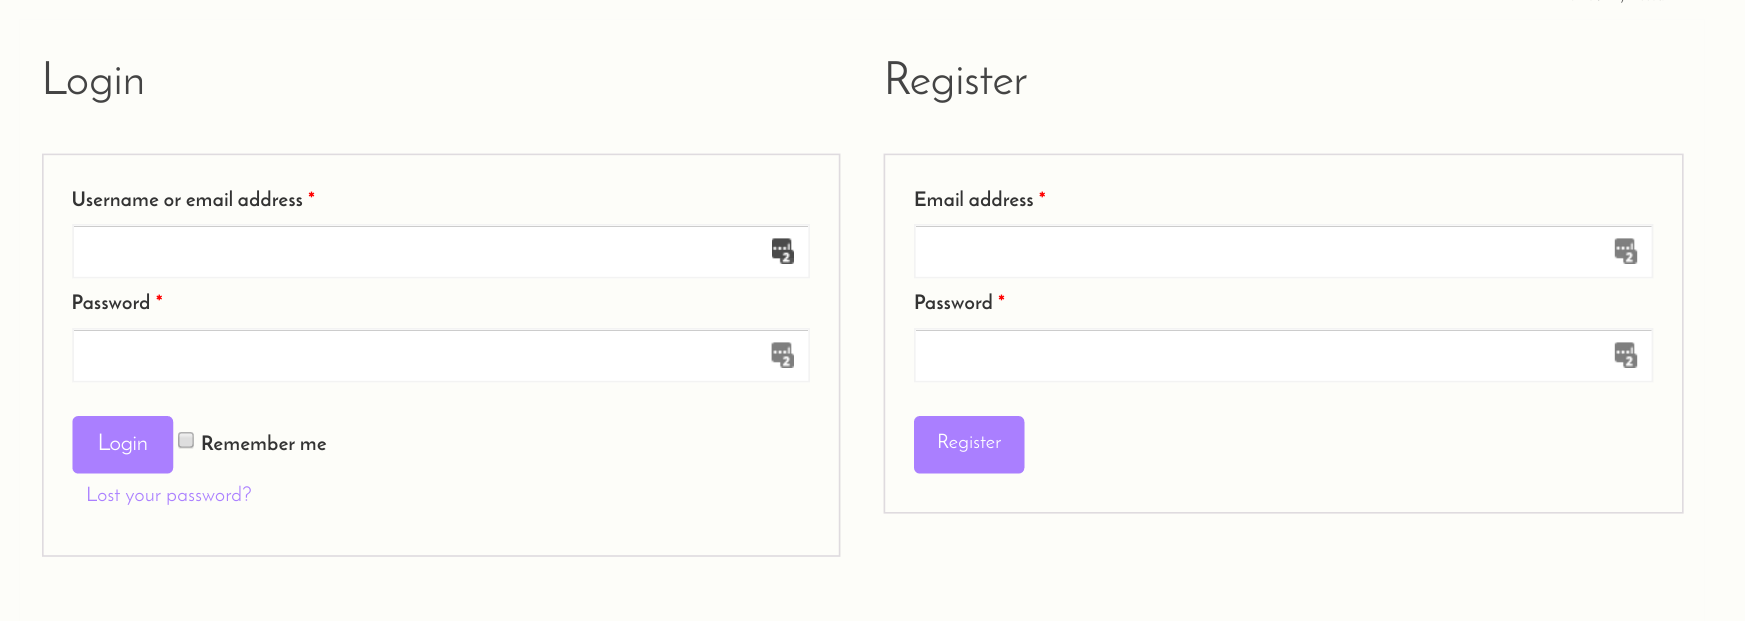 Login
Register
Username or email address *
Password *
Login
Remember me
Lost your password?
Email address *
Password *
Register